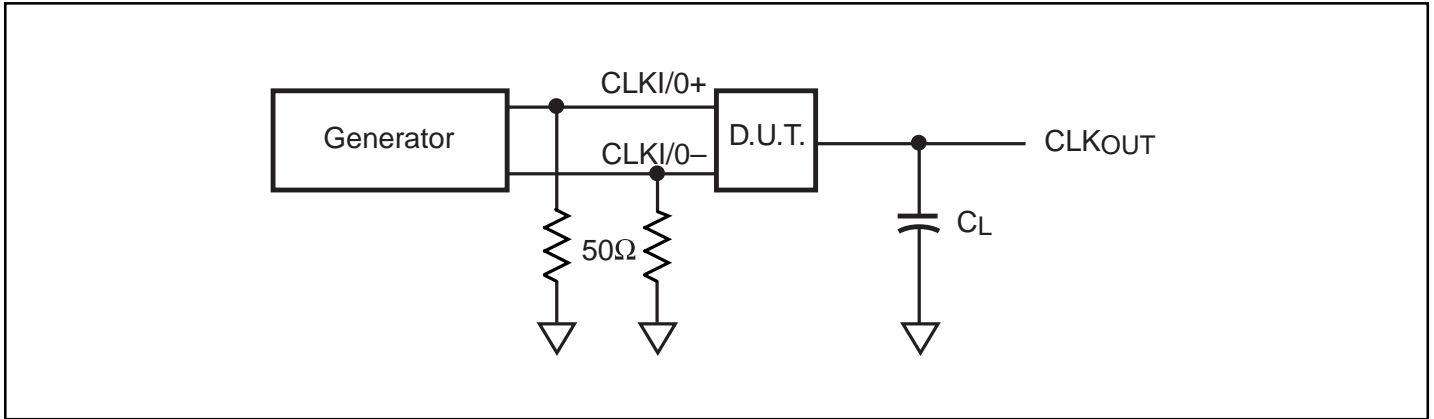 CLKI/0+
Generator
D.U.T.
CLKI/0–
CLKOUT
50Ω
CL